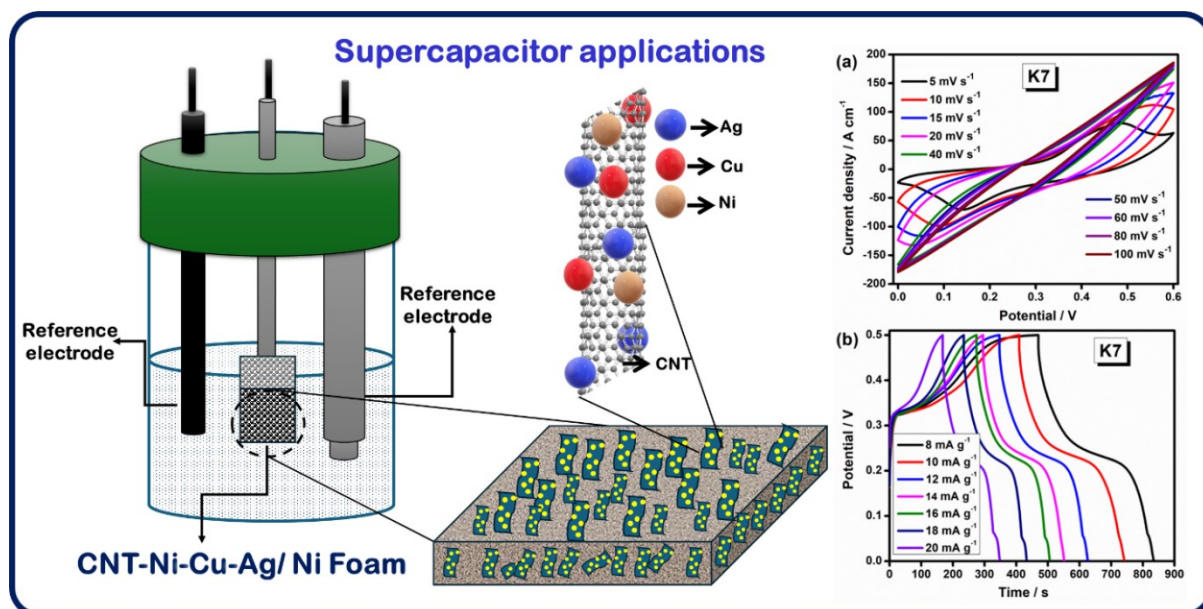 Supercapacitor applications
Reference
electrode
Reference
electrode
CNT-Ni-Cu-Ag/ Ni Foam
Ag
Cu
Ni
CNT
(a)
K7
5 mV s⁻¹
10 mV s⁻¹
15 mV s⁻¹
20 mV s⁻¹
40 mV s⁻¹
50 mV s⁻¹
60 mV s⁻¹
80 mV s⁻¹
100 mV s⁻¹
Current density / A cm⁻¹
200
150
100
50
0
-50
-100
-150
-200
0.0 0.1 0.2 0.3 0.4 0.5 0.6 0.7
Potential / V
(b)
K7
8 mA g⁻¹
10 mA g⁻¹
12 mA g⁻¹
14 mA g⁻¹
16 mA g⁻¹
18 mA g⁻¹
20 mA g⁻¹
Potential / V
0.5
0.4
0.3
0.2
0.1
0.0
0 100 200 300 400 500 600 700 800 900
Time / s